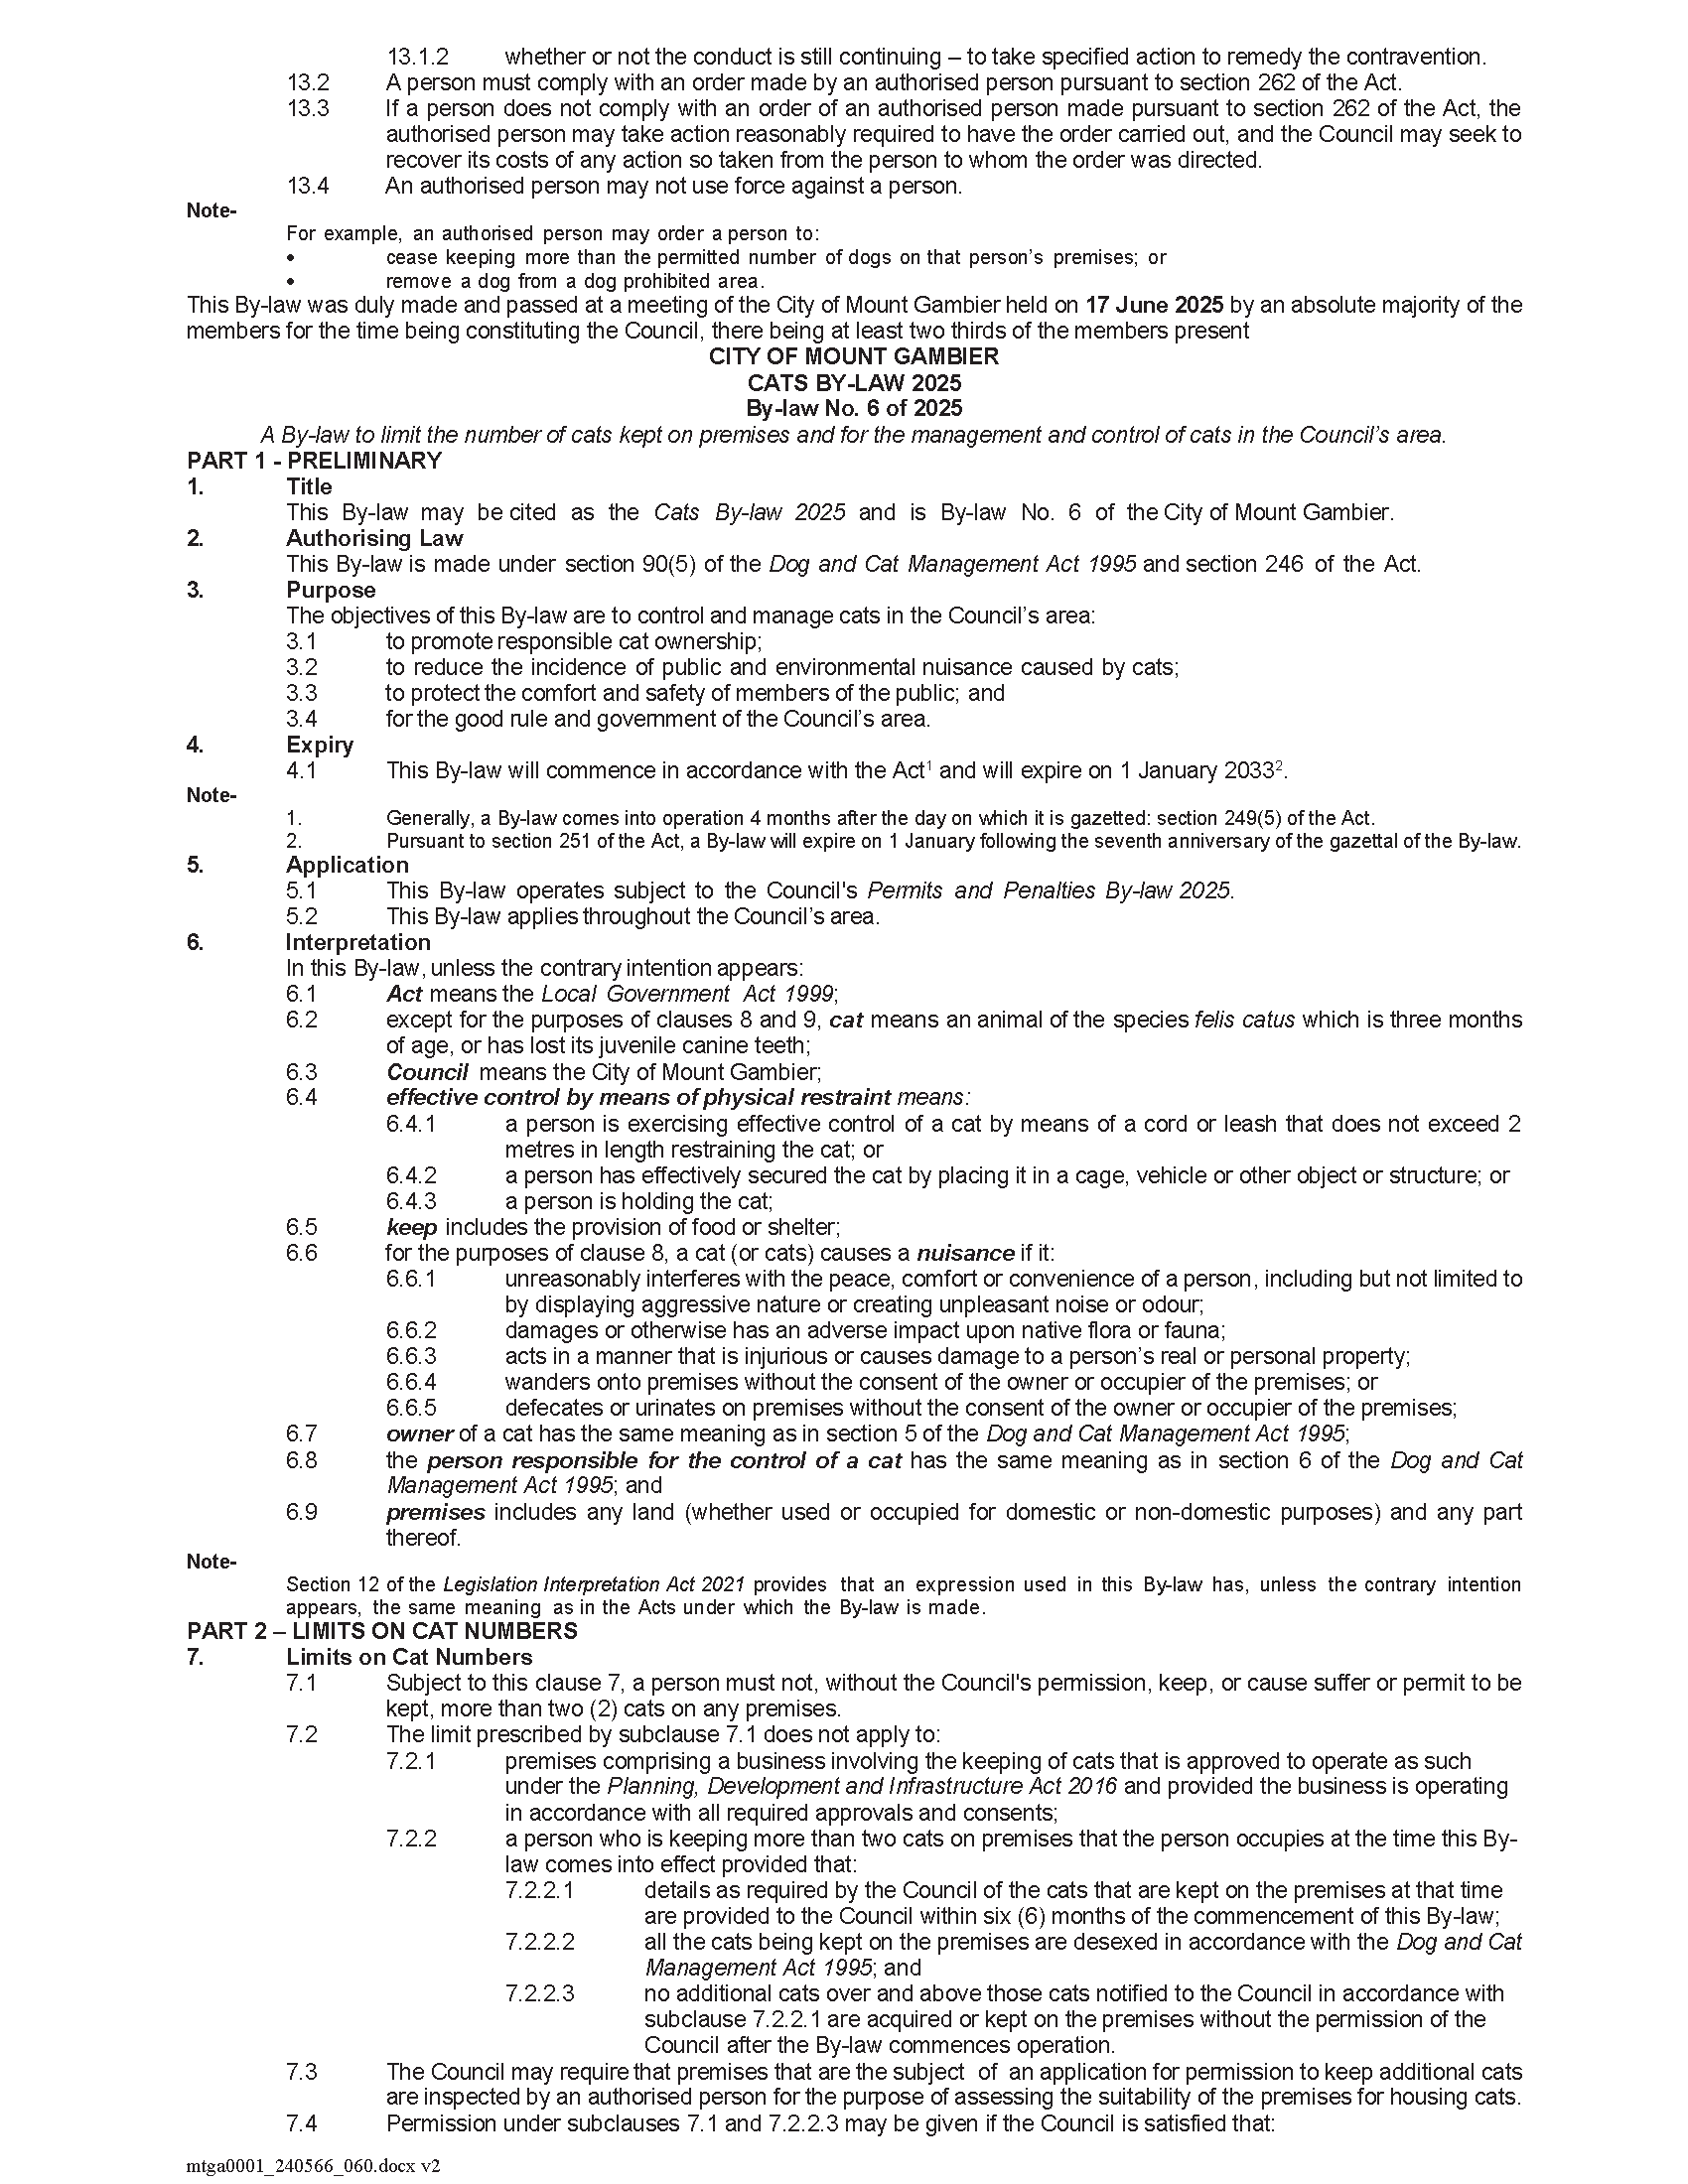 13.1.2 whether or not the conduct is still continuing – to take specified action to remedy the contravention.
13.2 A person must comply with an order made by an authorised person pursuant to section 262 of the Act.
13.3 If a person does not comply with an order of an authorised person made pursuant to section 262 of the Act, the
authorised person may take action reasonably required to have the order carried out, and the Council may seek to
recover its costs of any action so taken from the person to whom the order was directed.
13.4 An authorised person may not use force against a person.
Note-
For example, an authorised person may order a person to:
• cease keeping more than the permitted number of dogs on that person’s premises; or
• remove a dog from a dog prohibited area.
This By-law was duly made and passed at a meeting of the City of Mount Gambier held on 17 June 2025 by an absolute majority of the
members for the time being constituting the Council, there being at least two thirds of the members present
CITY OF MOUNT GAMBIER
CATS BY-LAW 2025
By-law No. 6 of 2025
A By-law to limit the number of cats kept on premises and for the management and control of cats in the Council’s area.
PART 1 - PRELIMINARY
1. Title
This By-law may be cited as the Cats By-law 2025 and is By-law No. 6 of the City of Mount Gambier.
2. Authorising Law
This By-law is made under section 90(5) of the Dog and Cat Management Act 1995 and section 246 of the Act.
3. Purpose
The objectives of this By-law are to control and manage cats in the Council’s area:
3.1 to promote responsible cat ownership;
3.2 to reduce the incidence of public and environmental nuisance caused by cats;
3.3 to protect the comfort and safety of members of the public; and
3.4 for the good rule and government of the Council’s area.
4. Expiry
4.1 This By-law will commence in accordance with the Act¹ and will expire on 1 January 2033².
Note-
1. Generally, a By-law comes into operation 4 months after the day on which it is gazetted: section 249(5) of the Act.
2. Pursuant to section 251 of the Act, a By-law will expire on 1 January following the seventh anniversary of the gazettal of the By-law.
5. Application
5.1 This By-law operates subject to the Council's Permits and Penalties By-law 2025.
5.2 This By-law applies throughout the Council’s area.
6. Interpretation
In this By-law, unless the contrary intention appears:
6.1 Act means the Local Government Act 1999;
6.2 except for the purposes of clauses 8 and 9, cat means an animal of the species felis catus which is three months
of age, or has lost its juvenile canine teeth;
6.3 Council means the City of Mount Gambier;
6.4 effective control by means of physical restraint means:
6.4.1 a person is exercising effective control of a cat by means of a cord or leash that does not exceed 2
metres in length restraining the cat; or
6.4.2 a person has effectively secured the cat by placing it in a cage, vehicle or other object or structure; or
6.4.3 a person is holding the cat;
6.5 keep includes the provision of food or shelter;
6.6 for the purposes of clause 8, a cat (or cats) causes a nuisance if it:
6.6.1 unreasonably interferes with the peace, comfort or convenience of a person, including but not limited to
by displaying aggressive nature or creating unpleasant noise or odour;
6.6.2 damages or otherwise has an adverse impact upon native flora or fauna;
6.6.3 acts in a manner that is injurious or causes damage to a person’s real or personal property;
6.6.4 wanders onto premises without the consent of the owner or occupier of the premises; or
6.6.5 defecates or urinates on premises without the consent of the owner or occupier of the premises;
6.7 owner of a cat has the same meaning as in section 5 of the Dog and Cat Management Act 1995;
6.8 the person responsible for the control of a cat has the same meaning as in section 6 of the Dog and Cat
Management Act 1995; and
6.9 premises includes any land (whether used or occupied for domestic or non-domestic purposes) and any part
thereof.
Note-
Section 12 of the Legislation Interpretation Act 2021 provides that an expression used in this By-law has, unless the contrary intention
appears, the same meaning as in the Acts under which the By-law is made.
PART 2 – LIMITS ON CAT NUMBERS
7. Limits on Cat Numbers
7.1 Subject to this clause 7, a person must not, without the Council's permission, keep, or cause suffer or permit to be
kept, more than two (2) cats on any premises.
7.2 The limit prescribed by subclause 7.1 does not apply to:
7.2.1 premises comprising a business involving the keeping of cats that is approved to operate as such
under the Planning, Development and Infrastructure Act 2016 and provided the business is operating
in accordance with all required approvals and consents;
7.2.2 a person who is keeping more than two cats on premises that the person occupies at the time this By-
law comes into effect provided that:
7.2.2.1 details as required by the Council of the cats that are kept on the premises at that time
are provided to the Council within six (6) months of the commencement of this By-law;
7.2.2.2 all the cats being kept on the premises are desexed in accordance with the Dog and Cat
Management Act 1995; and
7.2.2.3 no additional cats over and above those cats notified to the Council in accordance with
subclause 7.2.2.1 are acquired or kept on the premises without the permission of the
Council after the By-law commences operation.
7.3 The Council may require that premises that are the subject of an application for permission to keep additional cats
are inspected by an authorised person for the purpose of assessing the suitability of the premises for housing cats.
7.4 Permission under subclauses 7.1 and 7.2.2.3 may be given if the Council is satisfied that:
mtga0001_240566_060.docx v2